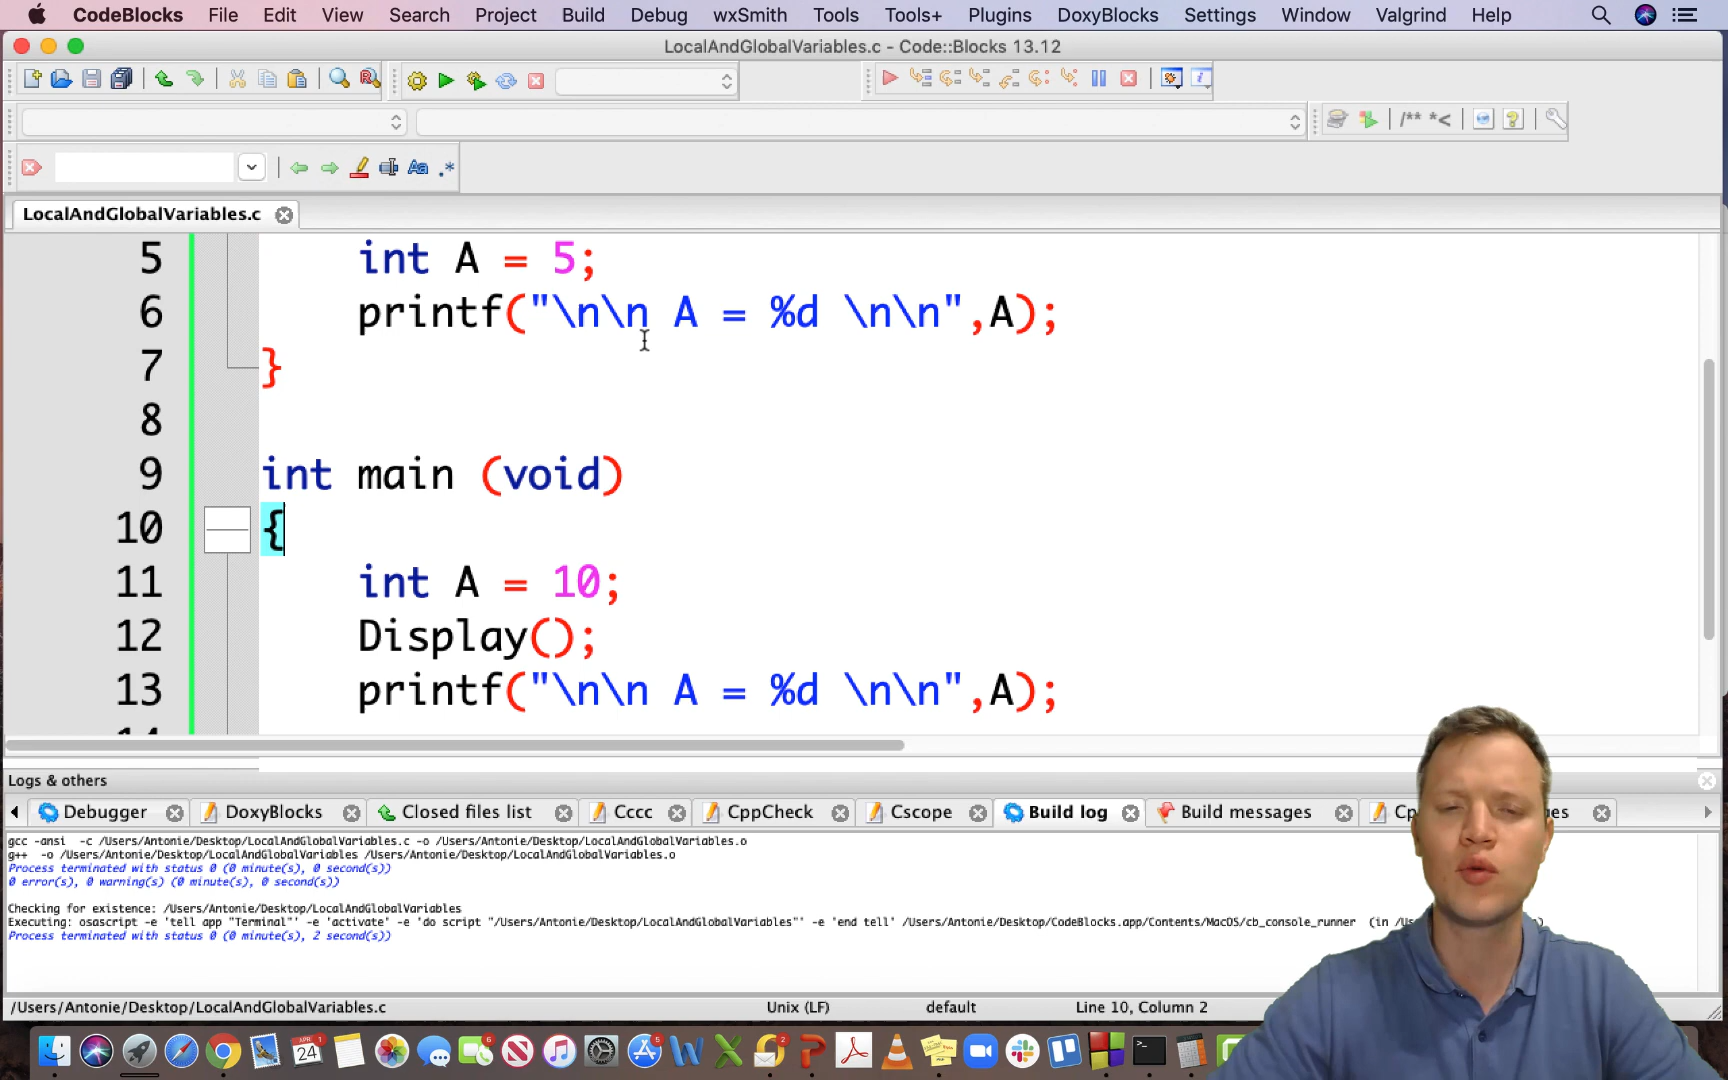 CodeBlocks File Edit View Search Project Build Debug wxSmith Tools Tools+ Plugins DoxyBlocks Settings Window Valgrind Help
LocalAndGlobalVariables.c - Code::Blocks 13.12
/** *<
Aa .*
LocalAndGlobalVariables.c
5 int A = 5;
6 printf("\n\n A = %d \n\n",A);
7 }
8
9 int main (void)
10 {
11 int A = 10;
12 Display();
13 printf("\n\n A = %d \n\n",A);
14
Logs & others
Debugger DoxyBlocks Closed files list Cccc CppCheck Cscope Build log Build messages
gcc -ansi -c /Users/Antonie/Desktop/LocalAndGlobalVariables.c -o /Users/Antonie/Desktop/LocalAndGlobalVariables.o
g++ -o /Users/Antonie/Desktop/LocalAndGlobalVariables /Users/Antonie/Desktop/LocalAndGlobalVariables.o
Process terminated with status 0 (0 minute(s), 0 second(s))
0 error(s), 0 warning(s) (0 minute(s), 0 second(s))
Checking for existence: /Users/Antonie/Desktop/LocalAndGlobalVariables
Executing: osascript -e 'tell app "Terminal"' -e 'activate' -e 'do script "/Users/Antonie/Desktop/LocalAndGlobalVariables"' -e 'end tell' /Users/Antonie/Desktop/CodeBlocks.app/Contents/MacOS/cb_console_runner (in
Process terminated with status 0 (0 minute(s), 2 second(s))
/Users/Antonie/Desktop/LocalAndGlobalVariables.c Unix (LF) default Line 10, Column 2
APR 24